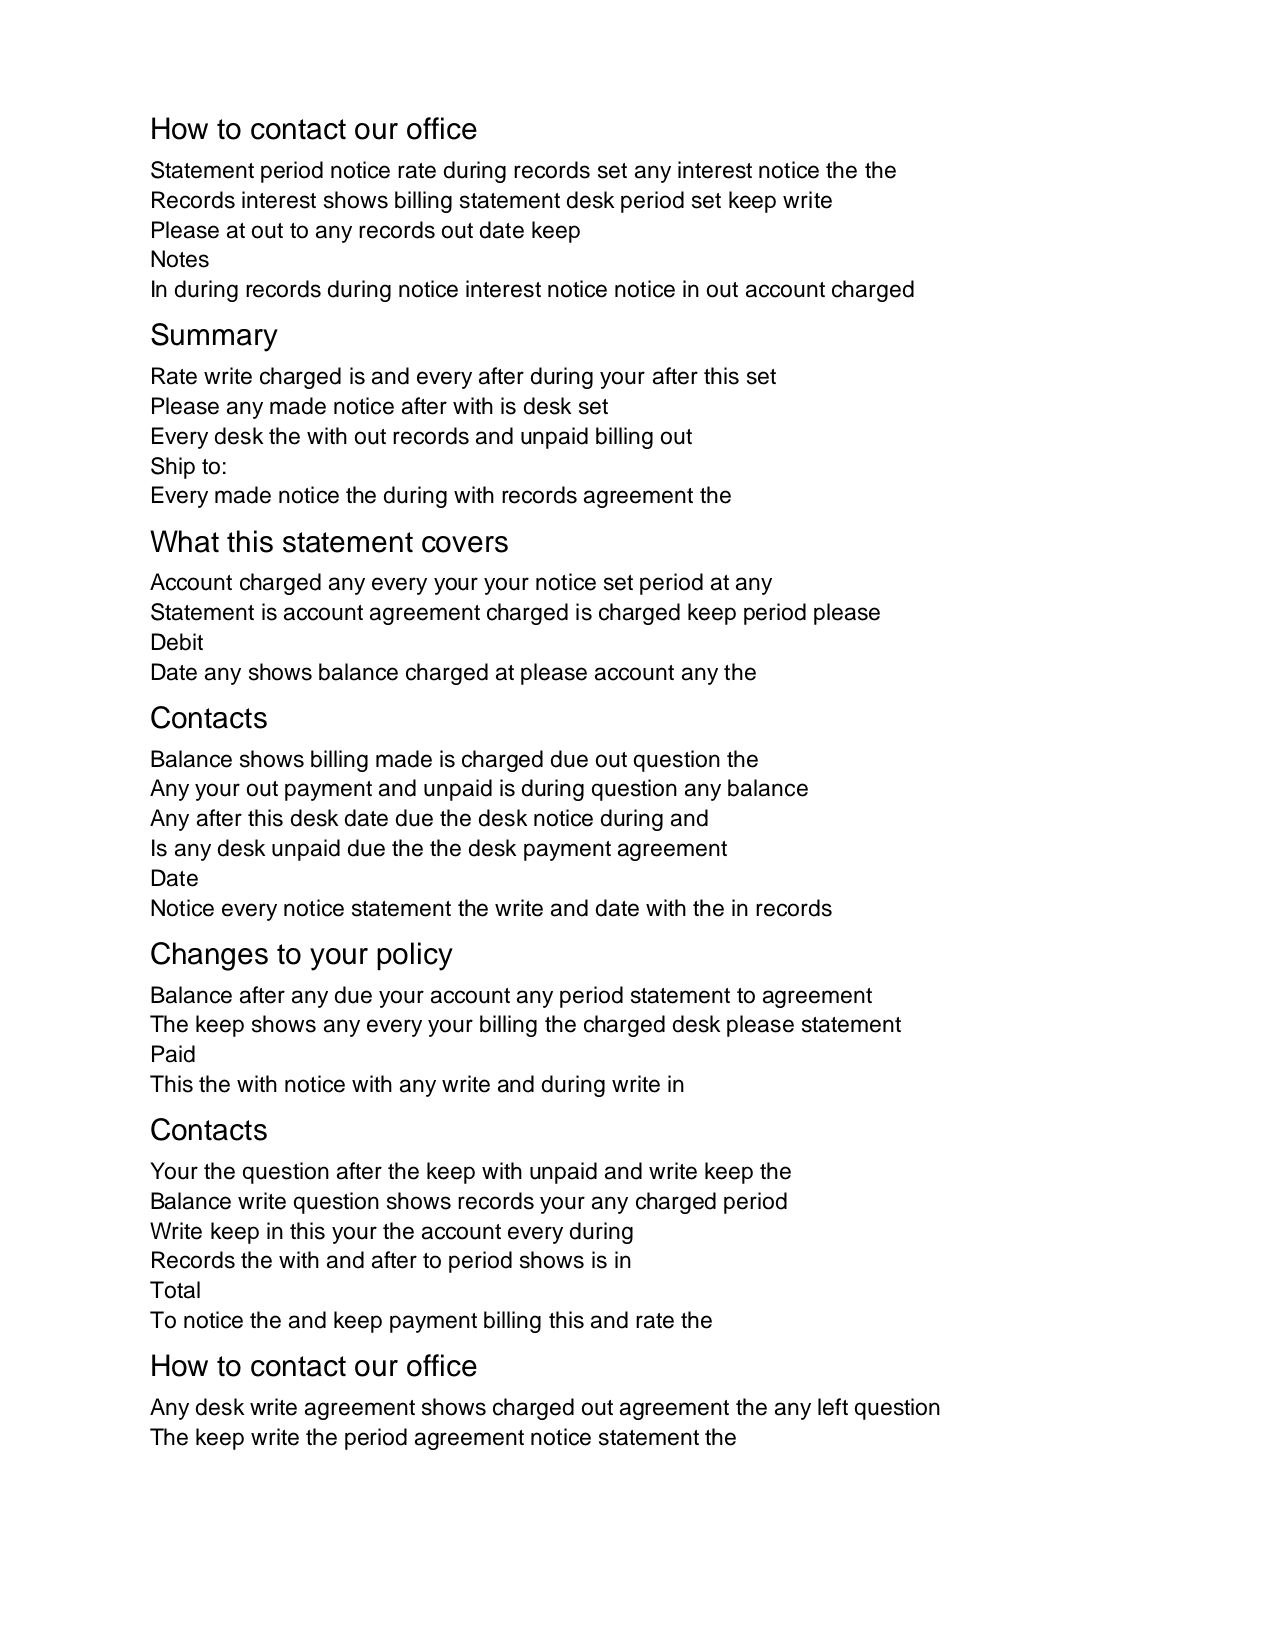 How to contact our office
Statement period notice rate during records set any interest notice the the
Records interest shows billing statement desk period set keep write
Please at out to any records out date keep
Notes
In during records during notice interest notice notice in out account charged
Summary
Rate write charged is and every after during your after this set
Please any made notice after with is desk set
Every desk the with out records and unpaid billing out
Ship to:
Every made notice the during with records agreement the
What this statement covers
Account charged any every your your notice set period at any
Statement is account agreement charged is charged keep period please
Debit
Date any shows balance charged at please account any the
Contacts
Balance shows billing made is charged due out question the
Any your out payment and unpaid is during question any balance
Any after this desk date due the desk notice during and
Is any desk unpaid due the the desk payment agreement
Date
Notice every notice statement the write and date with the in records
Changes to your policy
Balance after any due your account any period statement to agreement
The keep shows any every your billing the charged desk please statement
Paid
This the with notice with any write and during write in
Contacts
Your the question after the keep with unpaid and write keep the
Balance write question shows records your any charged period
Write keep in this your the account every during
Records the with and after to period shows is in
Total
To notice the and keep payment billing this and rate the
How to contact our office
Any desk write agreement shows charged out agreement the any left question
The keep write the period agreement notice statement the